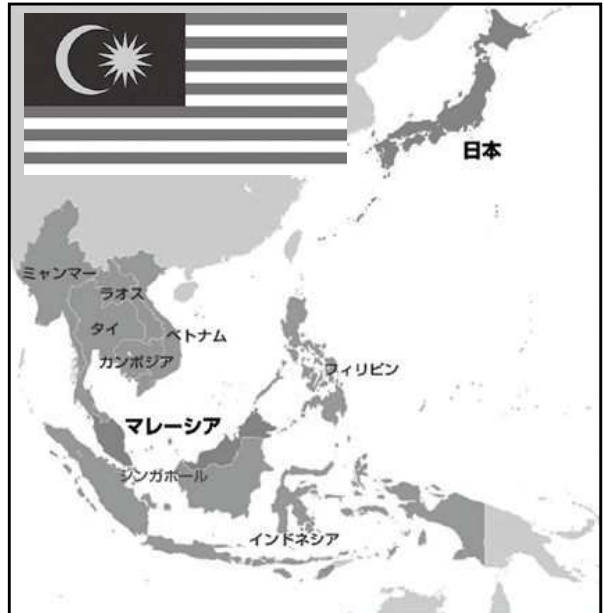 日本
ミャンマー
ラオス
タイ
ベトナム
カンボジア
フィリピン
マレーシア
シンガポール
インドネシア